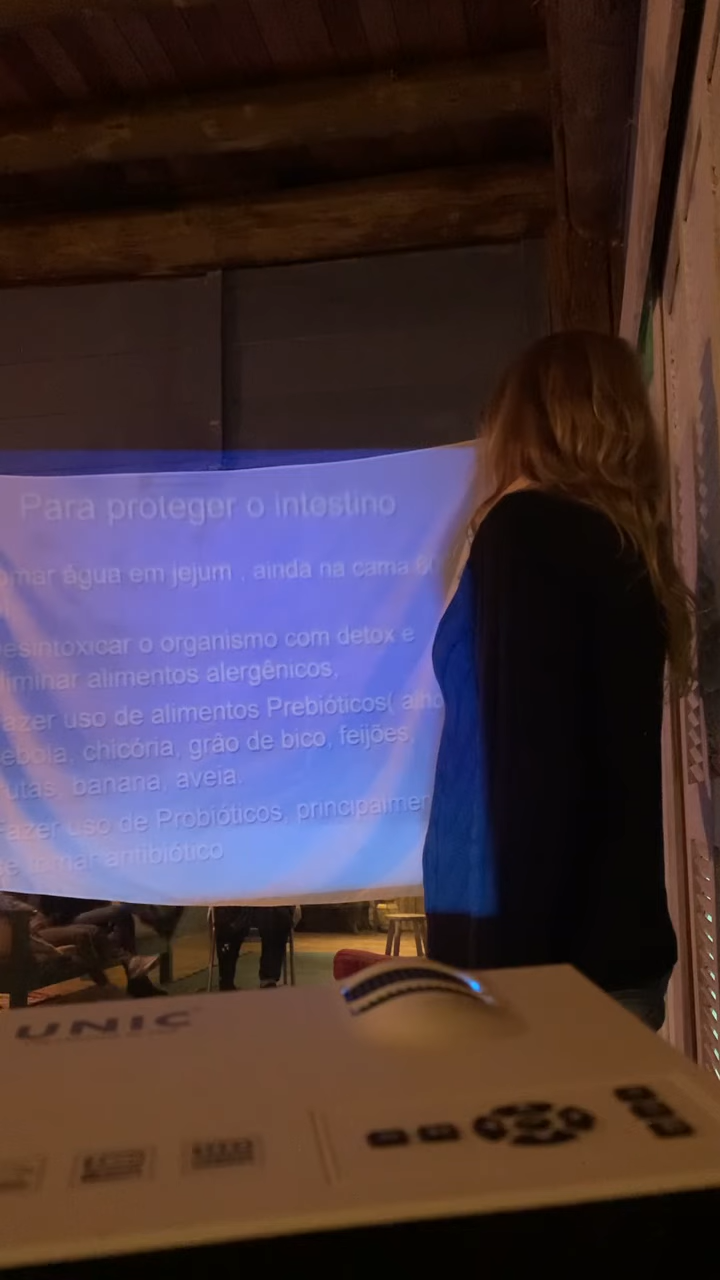 Para proteger o intestino
omar água em jejum , ainda na cama
esintoxicar o organismo com detox e
liminar alimentos alergênicos,
azer uso de alimentos Prebióticos( alho
ebola, chicória, grão de bico, feijões,
utas, banana, aveia.
Fazer uso de Probióticos, principalmen
se tomar antibiótico
UNIC